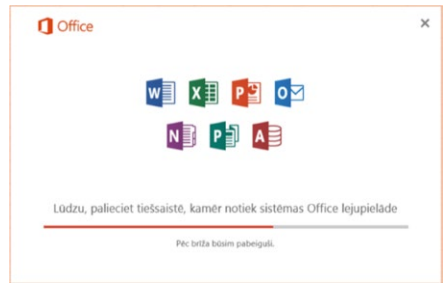 Office
W X P O
N P A
Lūdzu, palieciet tiešsaistē, kamēr notiek sistēmas Office lejupielāde
Pēc brīža būsim pabeiguši.